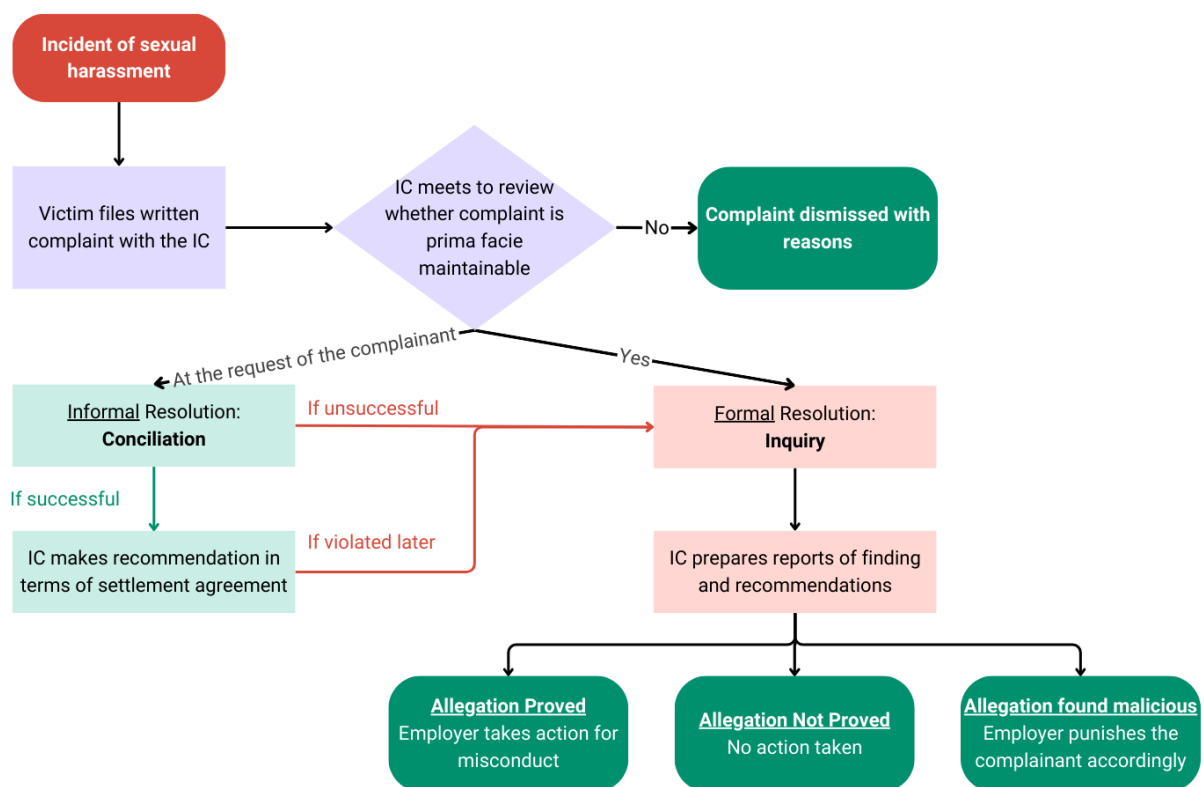 Incident of sexual
harassment
Victim files written
complaint with the IC
IC meets to review
whether complaint is
prima facie
maintainable
No
Complaint dismissed with
reasons
At the request of the complainant
Yes
Informal Resolution:
Conciliation
If unsuccessful
Formal Resolution:
Inquiry
If successful
IC makes recommendation in
terms of settlement agreement
If violated later
IC prepares reports of finding
and recommendations
Allegation Proved
Employer takes action for
misconduct
Allegation Not Proved
No action taken
Allegation found malicious
Employer punishes the
complainant accordingly